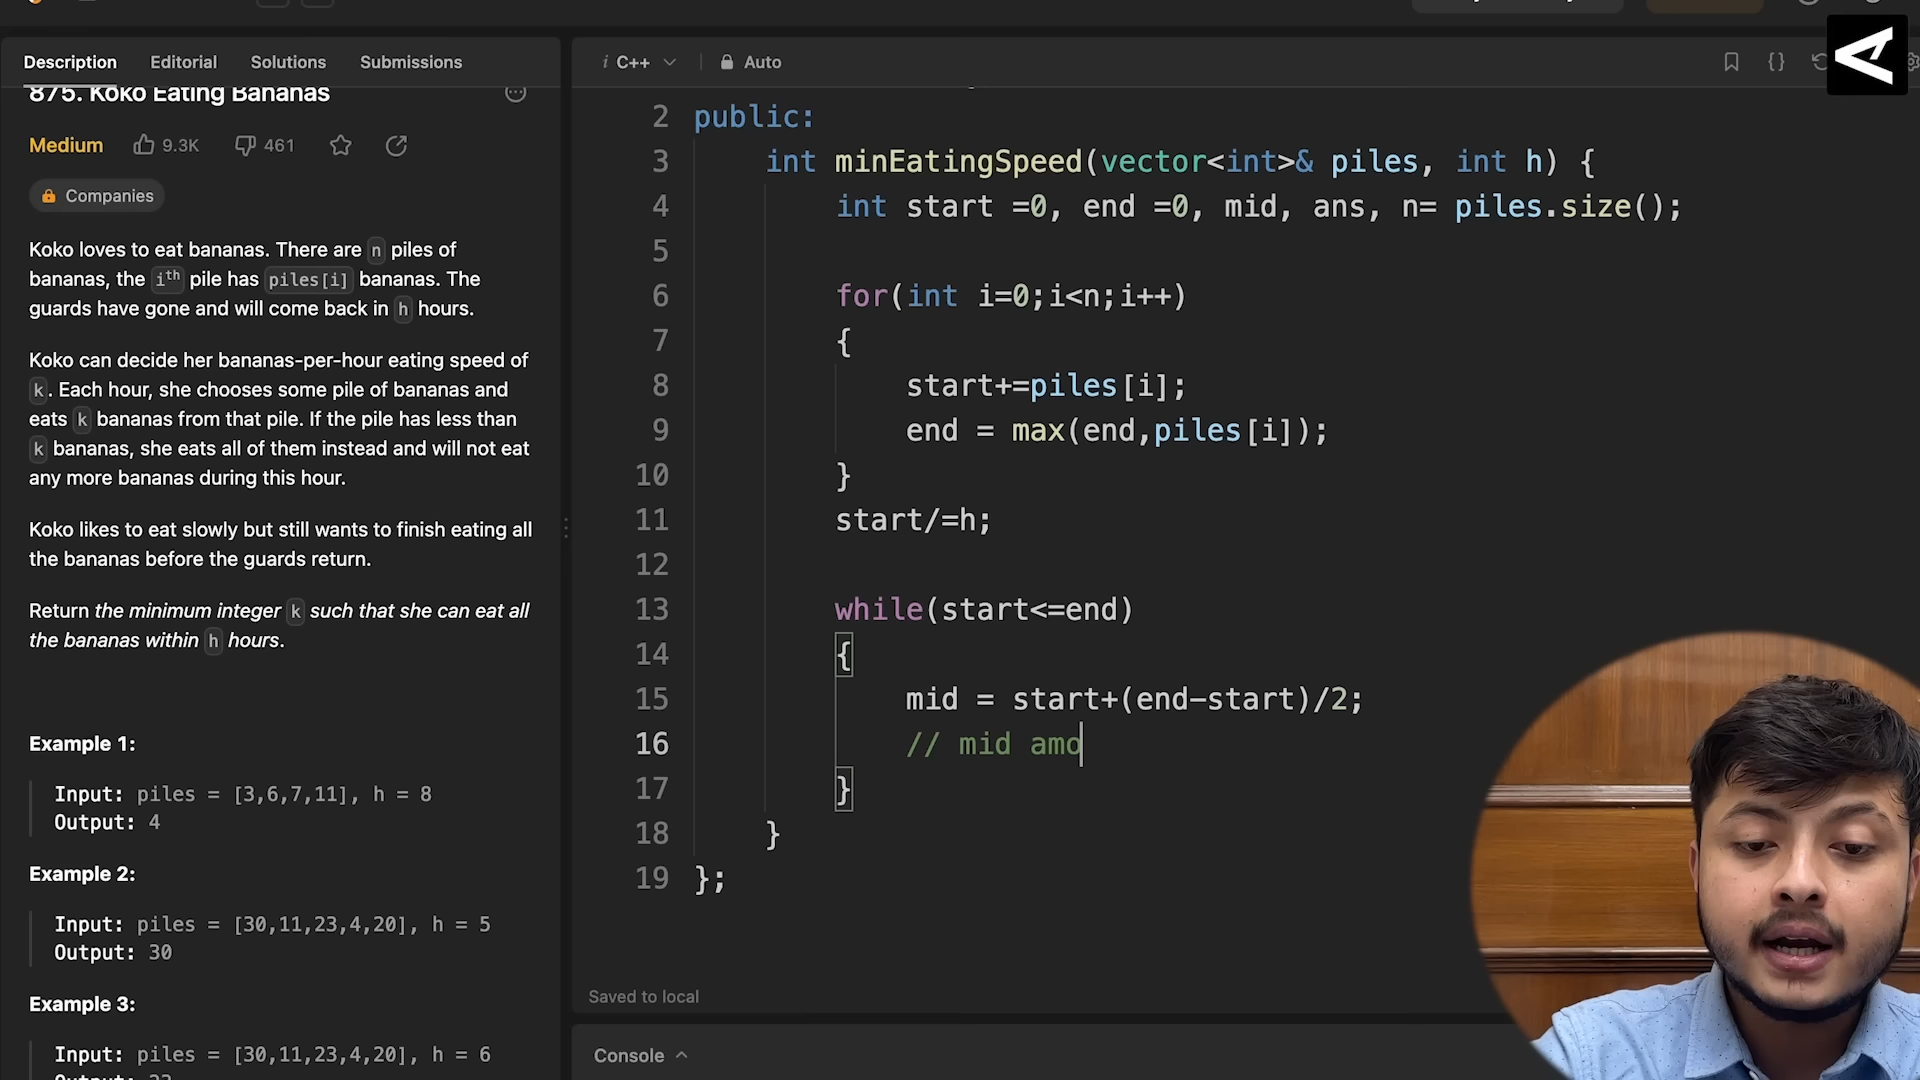 Description Editorial Solutions Submissions
875. Koko Eating Bananas
Medium 9.3K 461
Companies
Koko loves to eat bananas. There are n piles of
bananas, the ith pile has piles[i] bananas. The
guards have gone and will come back in h hours.
Koko can decide her bananas-per-hour eating speed of
k. Each hour, she chooses some pile of bananas and
eats k bananas from that pile. If the pile has less than
k bananas, she eats all of them instead and will not eat
any more bananas during this hour.
Koko likes to eat slowly but still wants to finish eating all
the bananas before the guards return.
Return the minimum integer k such that she can eat all
the bananas within h hours.
Example 1:
Input: piles = [3,6,7,11], h = 8
Output: 4
Example 2:
Input: piles = [30,11,23,4,20], h = 5
Output: 30
Example 3:
Input: piles = [30,11,23,4,20], h = 6
i C++ Auto
2 public:
3 int minEatingSpeed(vector<int>& piles, int h) {
4 int start =0, end =0, mid, ans, n= piles.size();
5
6 for(int i=0;i<n;i++)
7 {
8 start+=piles[i];
9 end = max(end,piles[i]);
10 }
11 start/=h;
12
13 while(start<=end)
14 {
15 mid = start+(end-start)/2;
16 // mid amo
17 }
18 }
19 };
Saved to local
Console